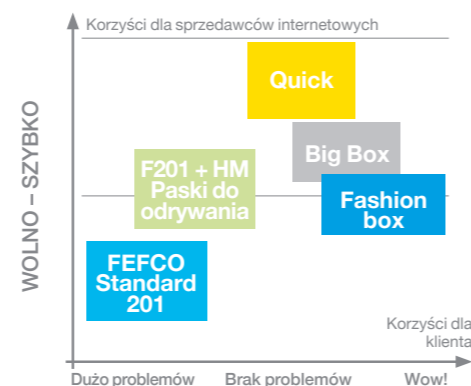 Korzyści dla sprzedawców internetowych
WOLNO – SZYBKO
Quick
Big Box
F201 + HM
Paski do
odrywania
Fashion
box
FEFCO
Standard
201
Korzyści dla
klienta
Dużo problemów
Brak problemów
Wow!